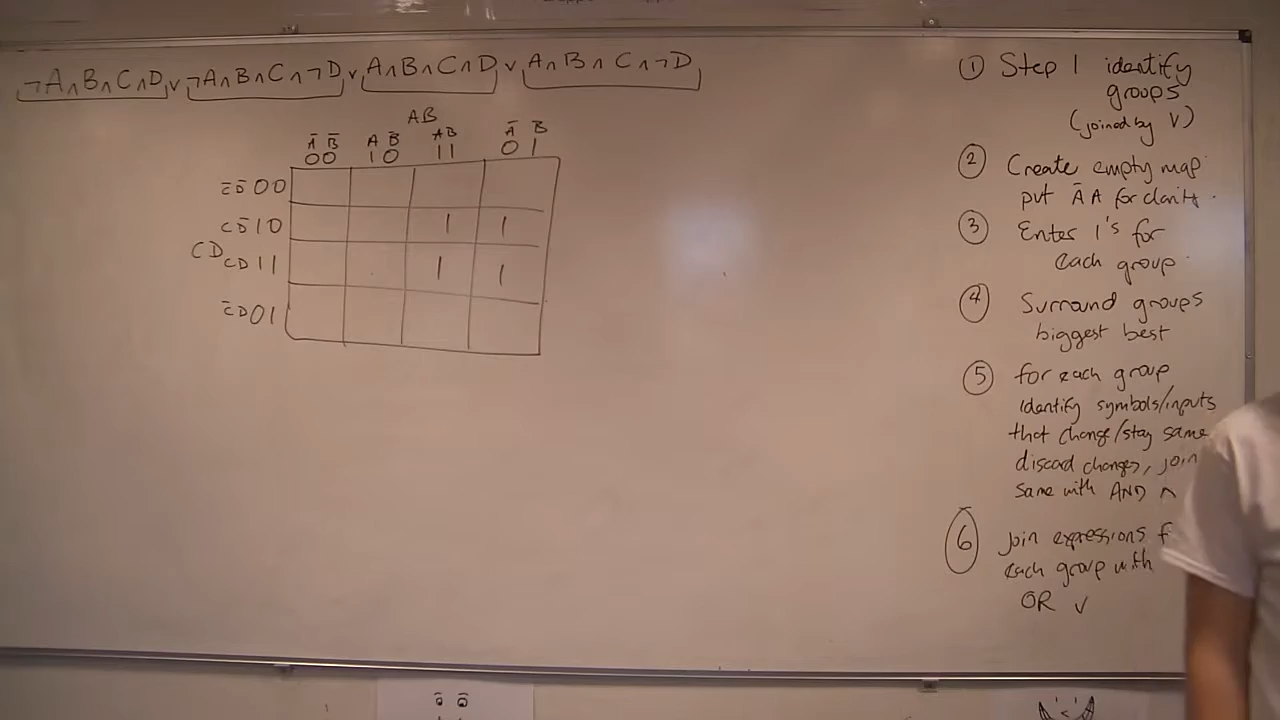 ¬A∧B∧C∧D ∨ ¬A∧B∧C∧¬D ∨ A∧B∧C∧D ∨ A∧B∧C∧¬D
AB
Ā B̄ A B̄ AB Ā B
00 10 11 01
C̄D̄ 00
CD̄ 10 1 1
CD
CD 11 1 1
C̄D 01
① Step 1 identify
groups
(joined by V)
② Create empty map
put Ā A for clarity.
③ Enter 1's for
each group
④ Surround groups
biggest best
⑤ for each group
identify symbols/inputs
that change/stay same
discard changes, join
same with AND ∧
⑥ join expressions
each group with
OR ∨